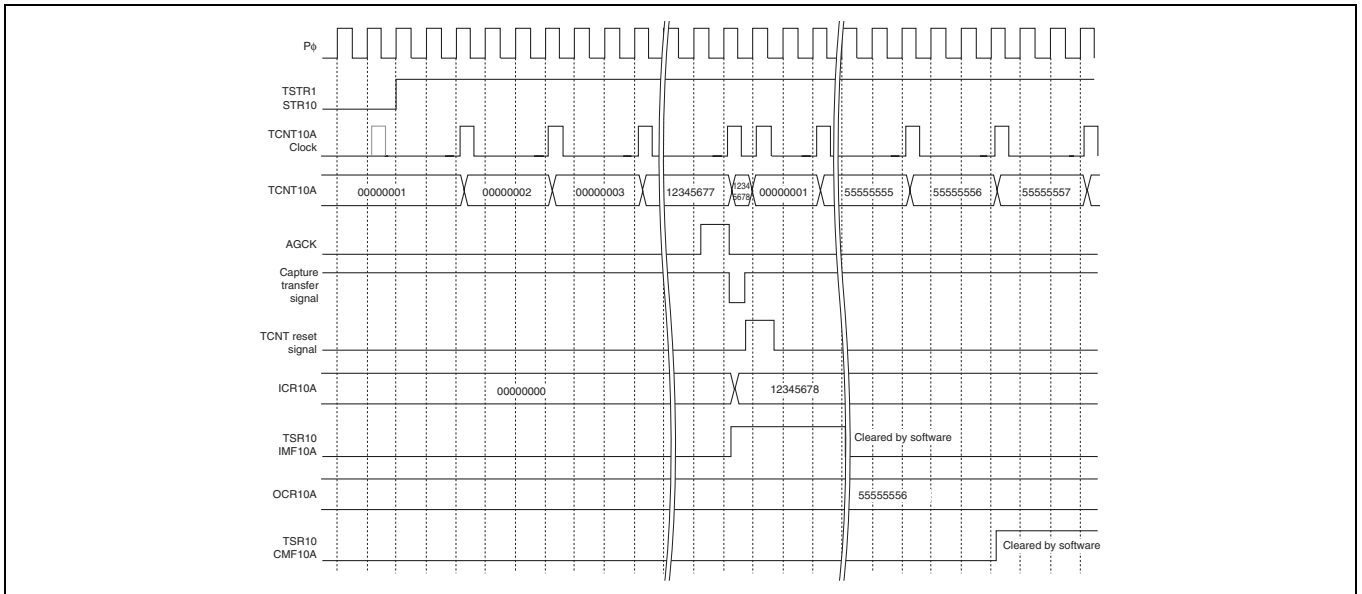 Pφ
TSTR1
STR10
TCNT10A
Clock
TCNT10A
00000001
00000002
00000003
12345677
1234
5678
00000001
55555555
55555556
55555557
AGCK
Capture
transfer
signal
TCNT reset
signal
ICR10A
00000000
12345678
TSR10
IMF10A
Cleared by software
OCR10A
55555556
TSR10
CMF10A
Cleared by software